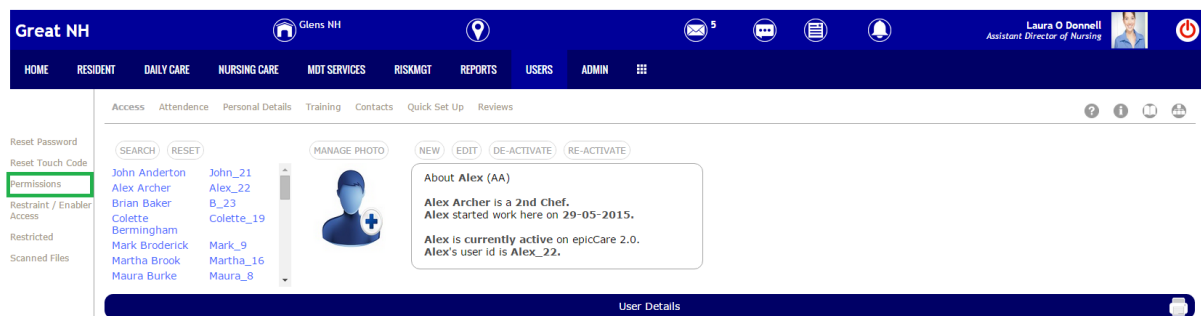 Great NH
Glens NH
5
Laura O Donnell
Assistant Director of Nursing
HOME RESIDENT DAILY CARE NURSING CARE MDT SERVICES RISKMGT REPORTS USERS ADMIN
Access Attendence Personal Details Training Contacts Quick Set Up Reviews
Reset Password
Reset Touch Code
Permissions
Restraint / Enabler
Access
Restricted
Scanned Files
SEARCH RESET
John Anderton John_21
Alex Archer Alex_22
Brian Baker B_23
Colette Colette_19
Bermingham
Mark Broderick Mark_9
Martha Brook Martha_16
Maura Burke Maura_8
MANAGE PHOTO
NEW EDIT DE-ACTIVATE RE-ACTIVATE
About Alex (AA)
Alex Archer is a 2nd Chef.
Alex started work here on 29-05-2015.
Alex is currently active on epicCare 2.0.
Alex's user id is Alex_22.
User Details